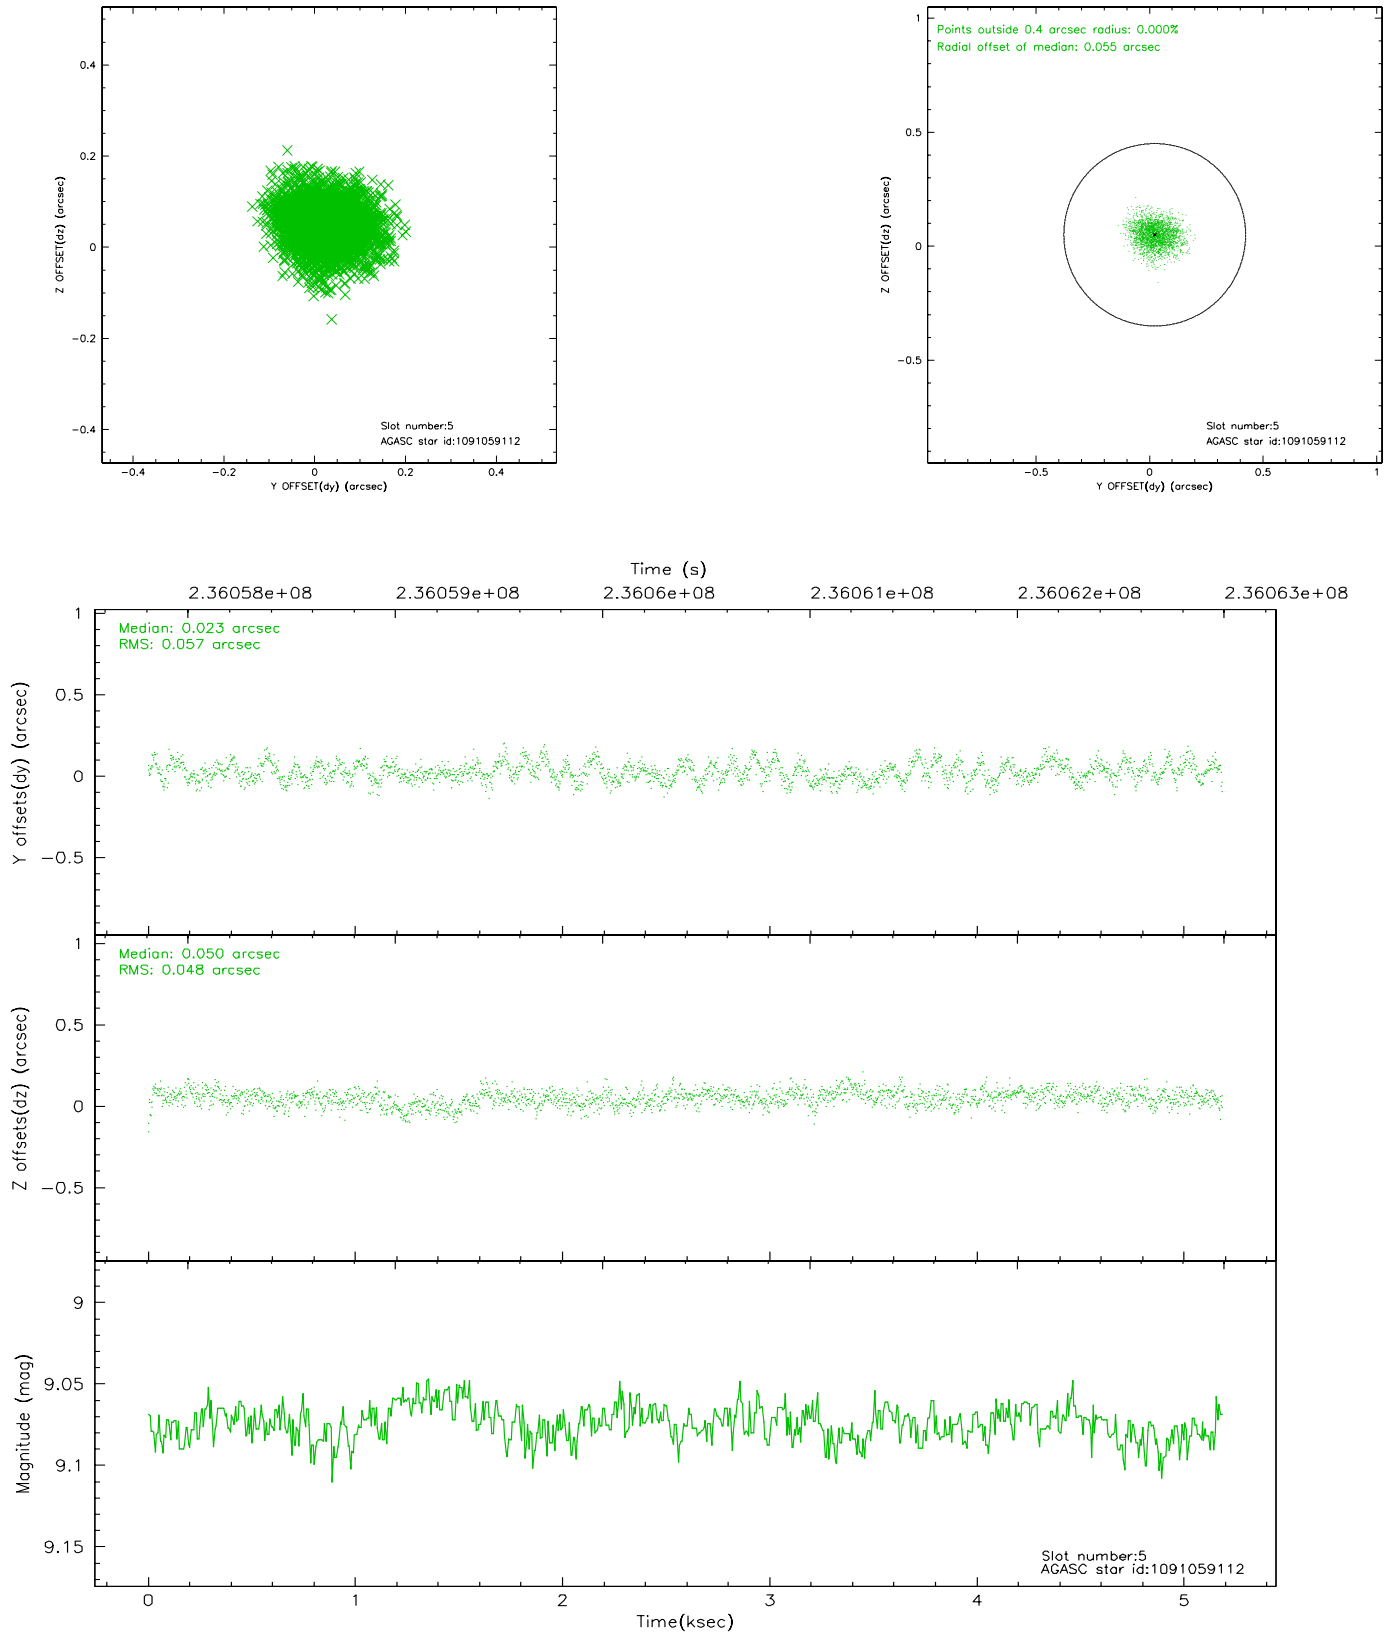 0.4
0.2
0
−0.2
−0.4
Z OFFSET(dz) (arcsec)
−0.4
−0.2
0
0.2
0.4
Y OFFSET(dy) (arcsec)
Slot number:5
AGASC star id:1091059112
Points outside 0.4 arcsec radius: 0.000%
Radial offset of median: 0.055 arcsec
1
0.5
0
−0.5
Z OFFSET(dz) (arcsec)
−0.5
0
0.5
1
Y OFFSET(dy) (arcsec)
Slot number:5
AGASC star id:1091059112
Time (s)
2.36058e+08
2.36059e+08
2.3606e+08
2.36061e+08
2.36062e+08
2.36063e+08
Median: 0.023 arcsec
RMS: 0.057 arcsec
1
0.5
0
−0.5
Y offsets(dy) (arcsec)
Median: 0.050 arcsec
RMS: 0.048 arcsec
1
0.5
0
−0.5
Z offsets(dz) (arcsec)
9
9.05
9.1
9.15
Magnitude (mag)
Slot number:5
AGASC star id:1091059112
0
1
2
3
4
5
Time(ksec)